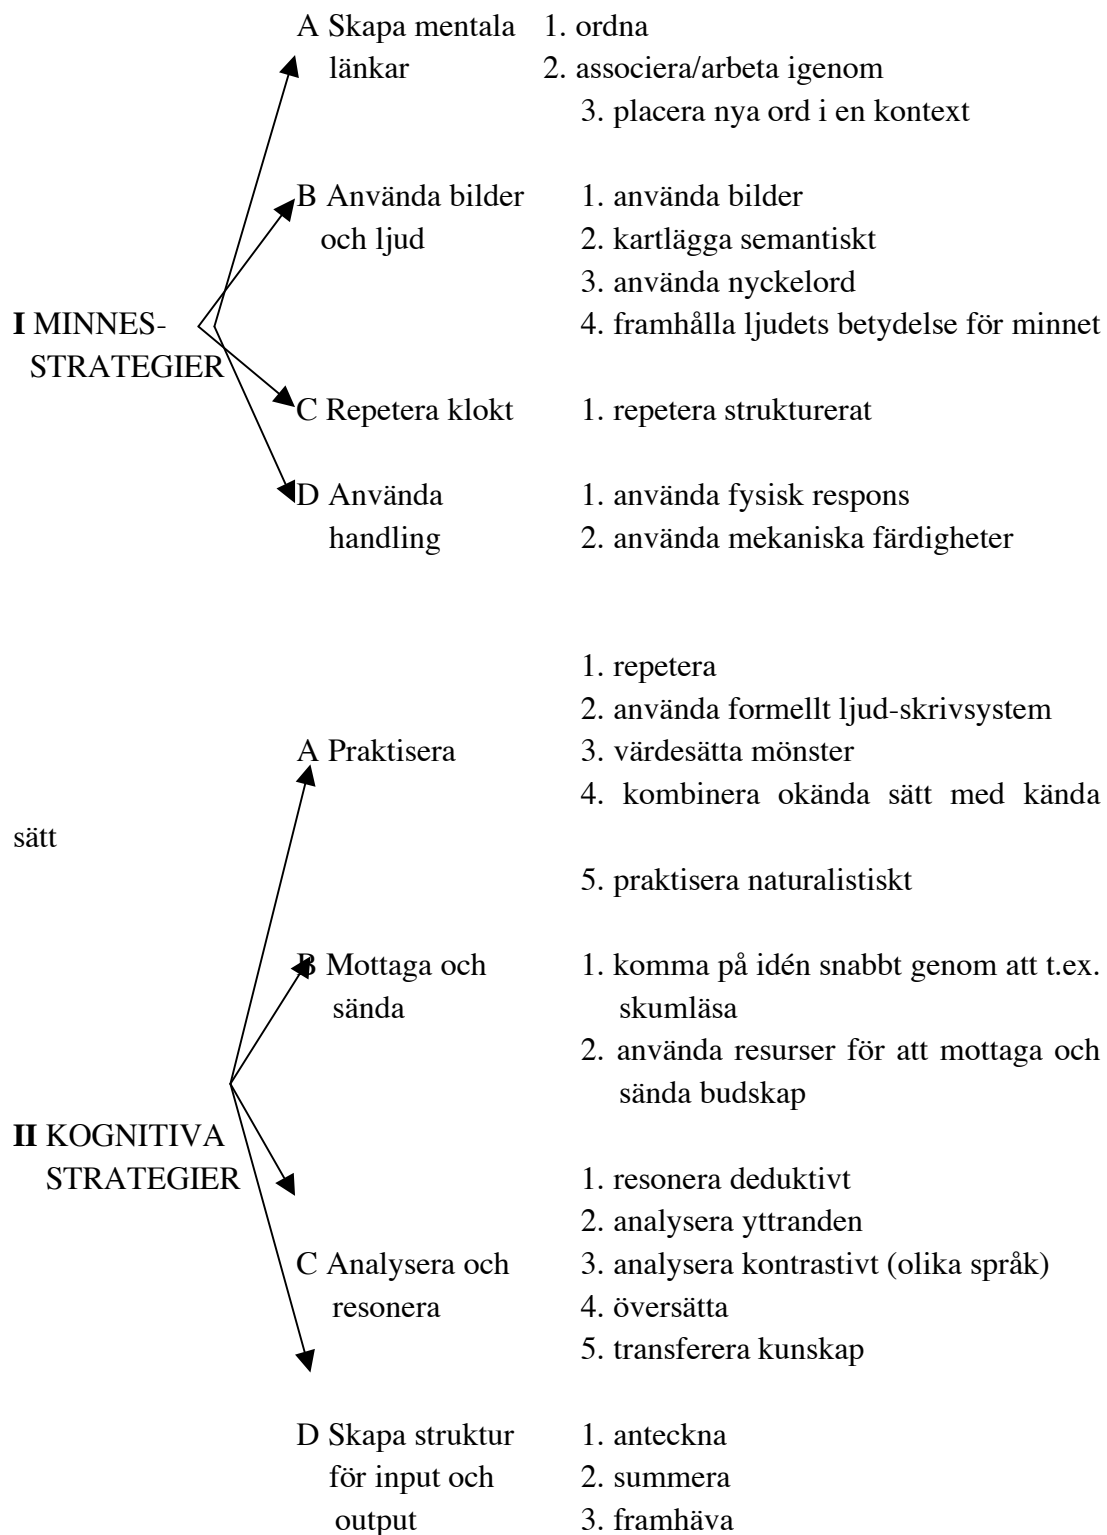 A Skapa mentala 1. ordna
länkar 2. associera/arbeta igenom
3. placera nya ord i en kontext
B Använda bilder 1. använda bilder
och ljud 2. kartlägga semantiskt
3. använda nyckelord
I MINNES- 4. framhålla ljudets betydelse för minnet
STRATEGIER
C Repetera klokt 1. repetera strukturerat
D Använda 1. använda fysisk respons
handling 2. använda mekaniska färdigheter
1. repetera
2. använda formellt ljud-skrivsystem
A Praktisera 3. värdesätta mönster
4. kombinera okända sätt med kända
sätt
5. praktisera naturalistiskt
B Mottaga och 1. komma på idén snabbt genom att t.ex.
sända skumläsa
2. använda resurser för att mottaga och
sända budskap
II KOGNITIVA
STRATEGIER 1. resonera deduktivt
2. analysera yttranden
C Analysera och 3. analysera kontrastivt (olika språk)
resonera 4. översätta
5. transferera kunskap
D Skapa struktur 1. anteckna
för input och 2. summera
output 3. framhäva